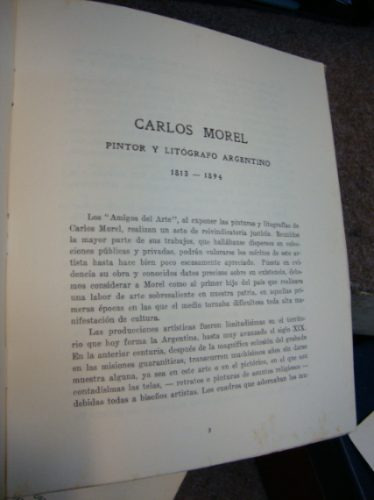 CARLOS MOREL
PINTOR Y LITÓGRAFO ARGENTINO
1813 — 1894
Los "Amigos del Arte", al exponer las pinturas y litografías de
Carlos Morel, realizan un acto de reivindicatoria justicia. Reunidos
la mayor parte de sus trabajos, que hallábanse dispersos en colec-
ciones públicas y privadas, podrán valorarse los méritos de este ar-
tista hasta hace bien poco escasamente apreciado. Puesta en evi-
dencia su obra y conocidos datos precisos sobre su existencia, debe-
mos considerar a Morel como al primer hijo del país que realizara
una labor de arte sobresaliente en nuestra patria, en aquellas pri-
meras épocas en las que el medio tornaba dificultosa toda alta ma-
nifestación de cultura.
Las producciones artísticas fueron limitadísimas en el territo-
rio que hoy forma la Argentina, hasta muy avanzado el siglo XIX.
En la anterior centuria, después de la magnífica eclosión del grabado
en las misiones guaraníticas, transcurren muchísimos años sin darse
muestra alguna, ya sea en este arte o en el pictórico, en el que son
contadísimas las telas, — retratos o pinturas de asuntos religioso —
debidas todas a bisoños artistas. Los cuadros que adornaban los